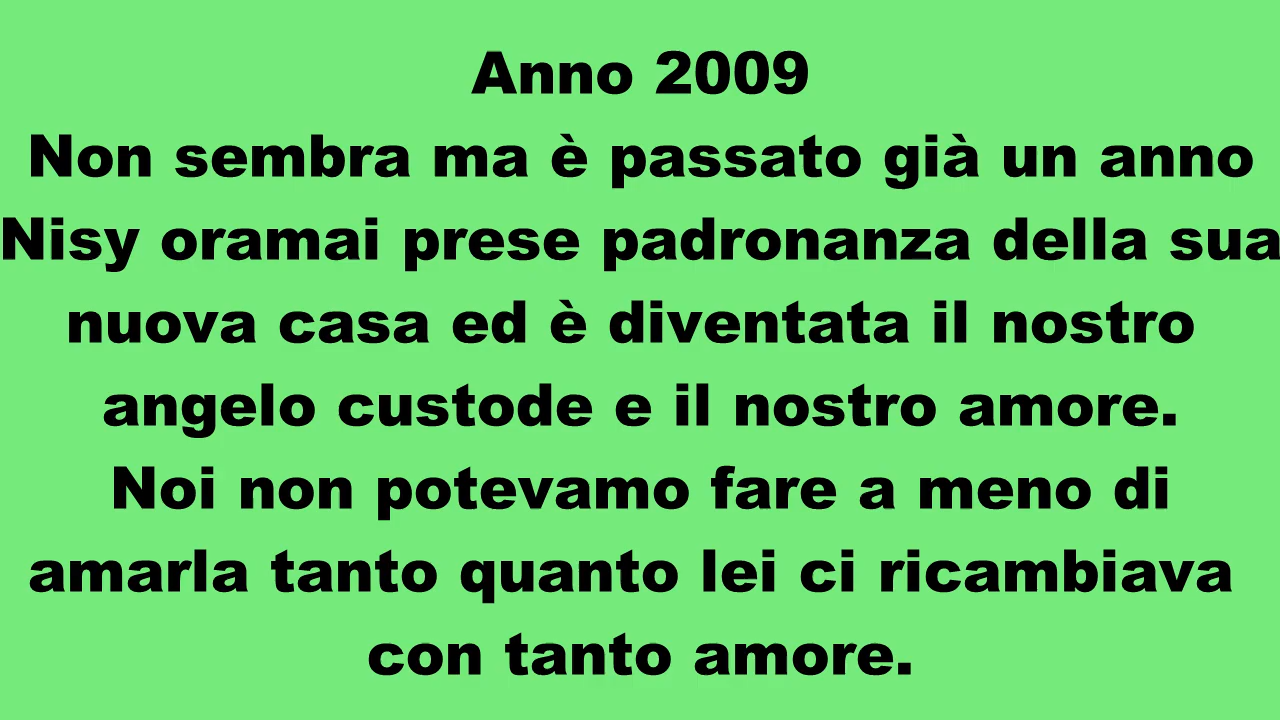 Anno 2009
Non sembra ma è passato già un anno
Nisy oramai prese padronanza della sua
nuova casa ed è diventata il nostro
angelo custode e il nostro amore.
Noi non potevamo fare a meno di
amarla tanto quanto lei ci ricambiava
con tanto amore.